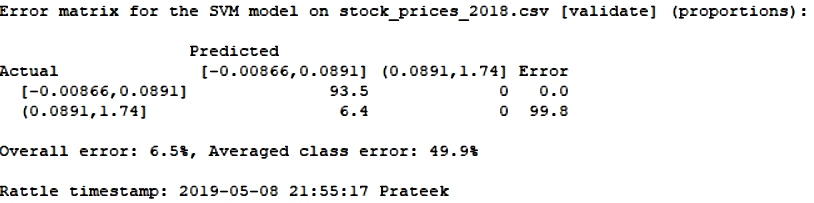 Error matrix for the SVM model on stock_prices_2018.csv [validate] (proportions):
Predicted
Actual [-0.00866,0.0891] (0.0891,1.74] Error
[-0.00866,0.0891] 93.5 0 0.0
(0.0891,1.74] 6.4 0 99.8
Overall error: 6.5%, Averaged class error: 49.9%
Rattle timestamp: 2019-05-08 21:55:17 Prateek